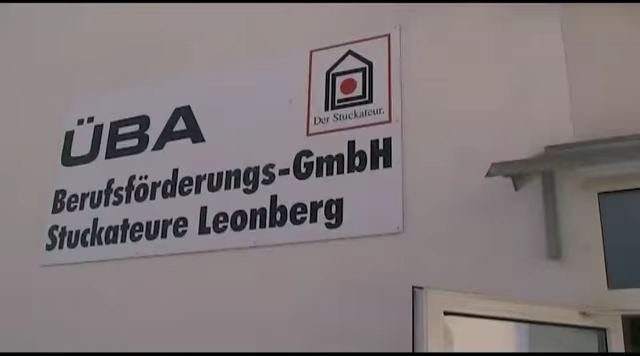 ÜBA
Der Stuckateur.
Berufsförderungs-GmbH
Stuckateure Leonberg